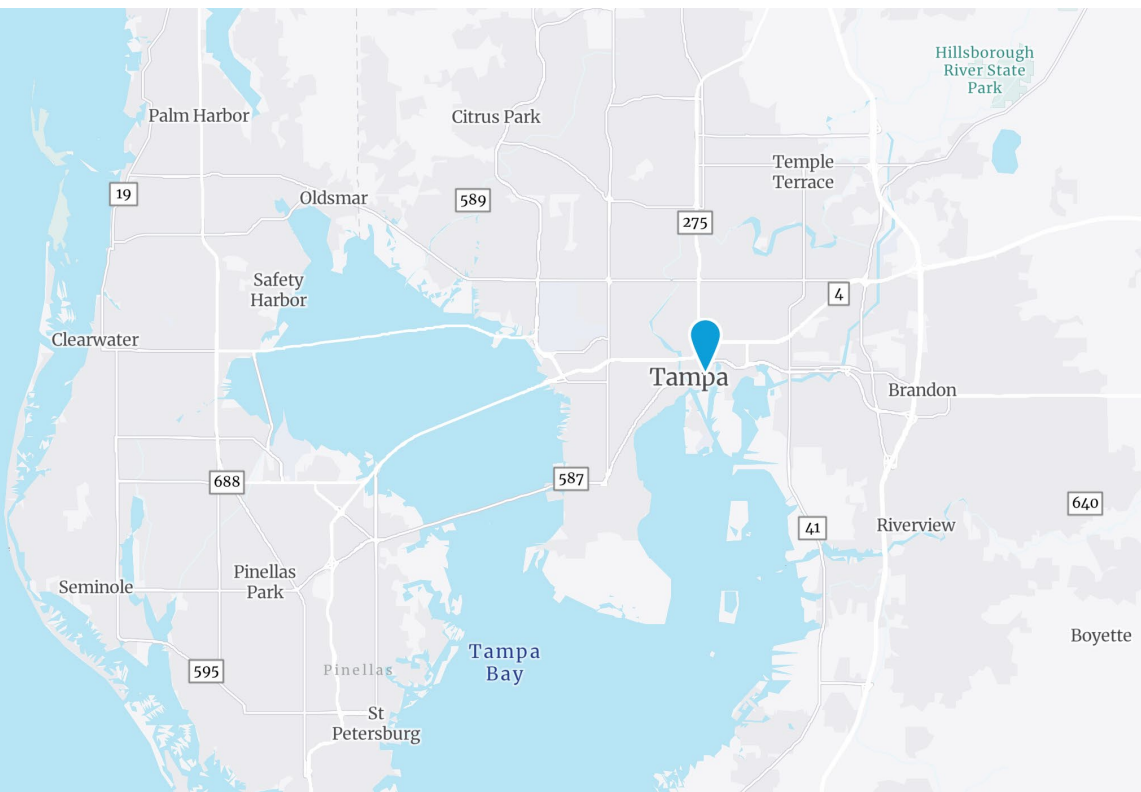 Hillsborough
River State
Park
Palm Harbor
Citrus Park
Temple
Terrace
19
Oldsmar
589
275
Safety
Harbor
4
Clearwater
Tampa
Brandon
688
587
640
41
Riverview
Seminole
Pinellas
Park
Boyette
Tampa
Bay
595
Pinellas
St
Petersburg